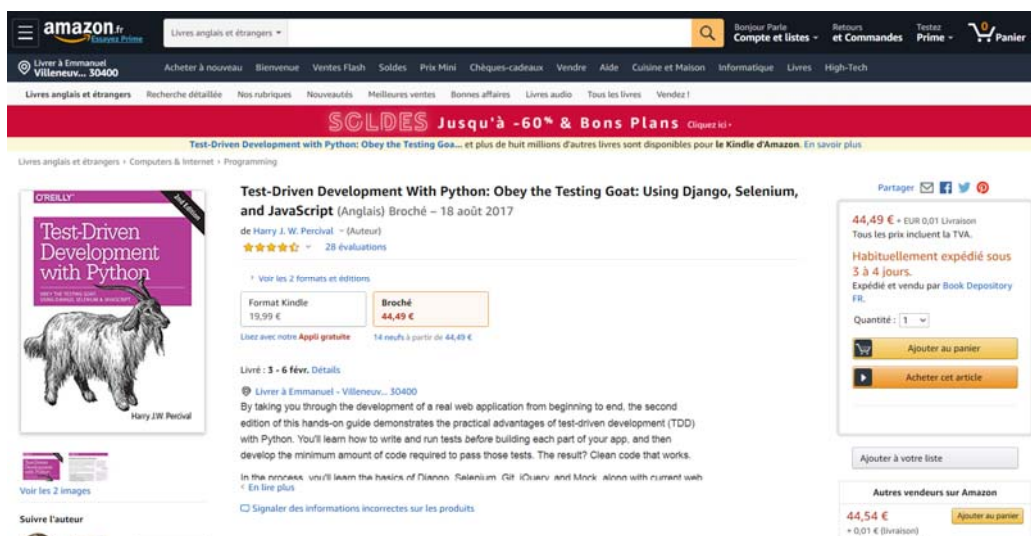 amazon.fr
Essayez Prime
Livres anglais et étrangers
Bonjour Parle
Compte et listes
Retours
et Commandes
Testez
Prime
0
Panier
Livrer à Emmanuel
Villeneuv... 30400
Acheter à nouveau Bienvenue Ventes Flash Soldes Prix Mini Chèques-cadeaux Vendre Aide Cuisine et Maison Informatique Livres High-Tech
Livres anglais et étrangers Recherche détaillée Nos rubriques Nouveautés Meilleures ventes Bonnes affaires Livres audio Tous les livres Vendez !
SOLDES Jusqu'à -60% & Bons Plans Cliquez ici ›
Test-Driven Development with Python: Obey the Testing Goa... et plus de huit millions d'autres livres sont disponibles pour le Kindle d'Amazon. En savoir plus
Livres anglais et étrangers › Computers & Internet › Programming
O'REILLY
2nd Edition
Test-Driven
Development
with Python
OBEY THE TESTING GOAT:
USING DJANGO, SELENIUM & JAVASCRIPT
Harry J.W. Percival
Voir les 2 images
Suivre l'auteur
Test-Driven Development With Python: Obey the Testing Goat: Using Django, Selenium,
and JavaScript (Anglais) Broché – 18 août 2017
de Harry J. W. Percival (Auteur)
28 évaluations
› Voir les 2 formats et éditions
Format Kindle
19,99 €
Broché
44,49 €
Lisez avec notre Appli gratuite
14 neufs à partir de 44,49 €
Livré : 3 - 6 févr. Détails
Livrer à Emmanuel - Villeneuv... 30400
By taking you through the development of a real web application from beginning to end, the second
edition of this hands-on guide demonstrates the practical advantages of test-driven development (TDD)
with Python. You'll learn how to write and run tests before building each part of your app, and then
develop the minimum amount of code required to pass those tests. The result? Clean code that works.
In the process, you'll learn the basics of Django, Selenium, Git, jQuery, and Mock, along with current web
En lire plus
Signaler des informations incorrectes sur les produits
Partager
44,49 € + EUR 0,01 Livraison
Tous les prix incluent la TVA.
Habituellement expédié sous
3 à 4 jours.
Expédié et vendu par Book Depository
FR.
Quantité : 1
Ajouter au panier
Acheter cet article
Ajouter à votre liste
Autres vendeurs sur Amazon
44,54 €
Ajouter au panier
+ 0,01 € (livraison)